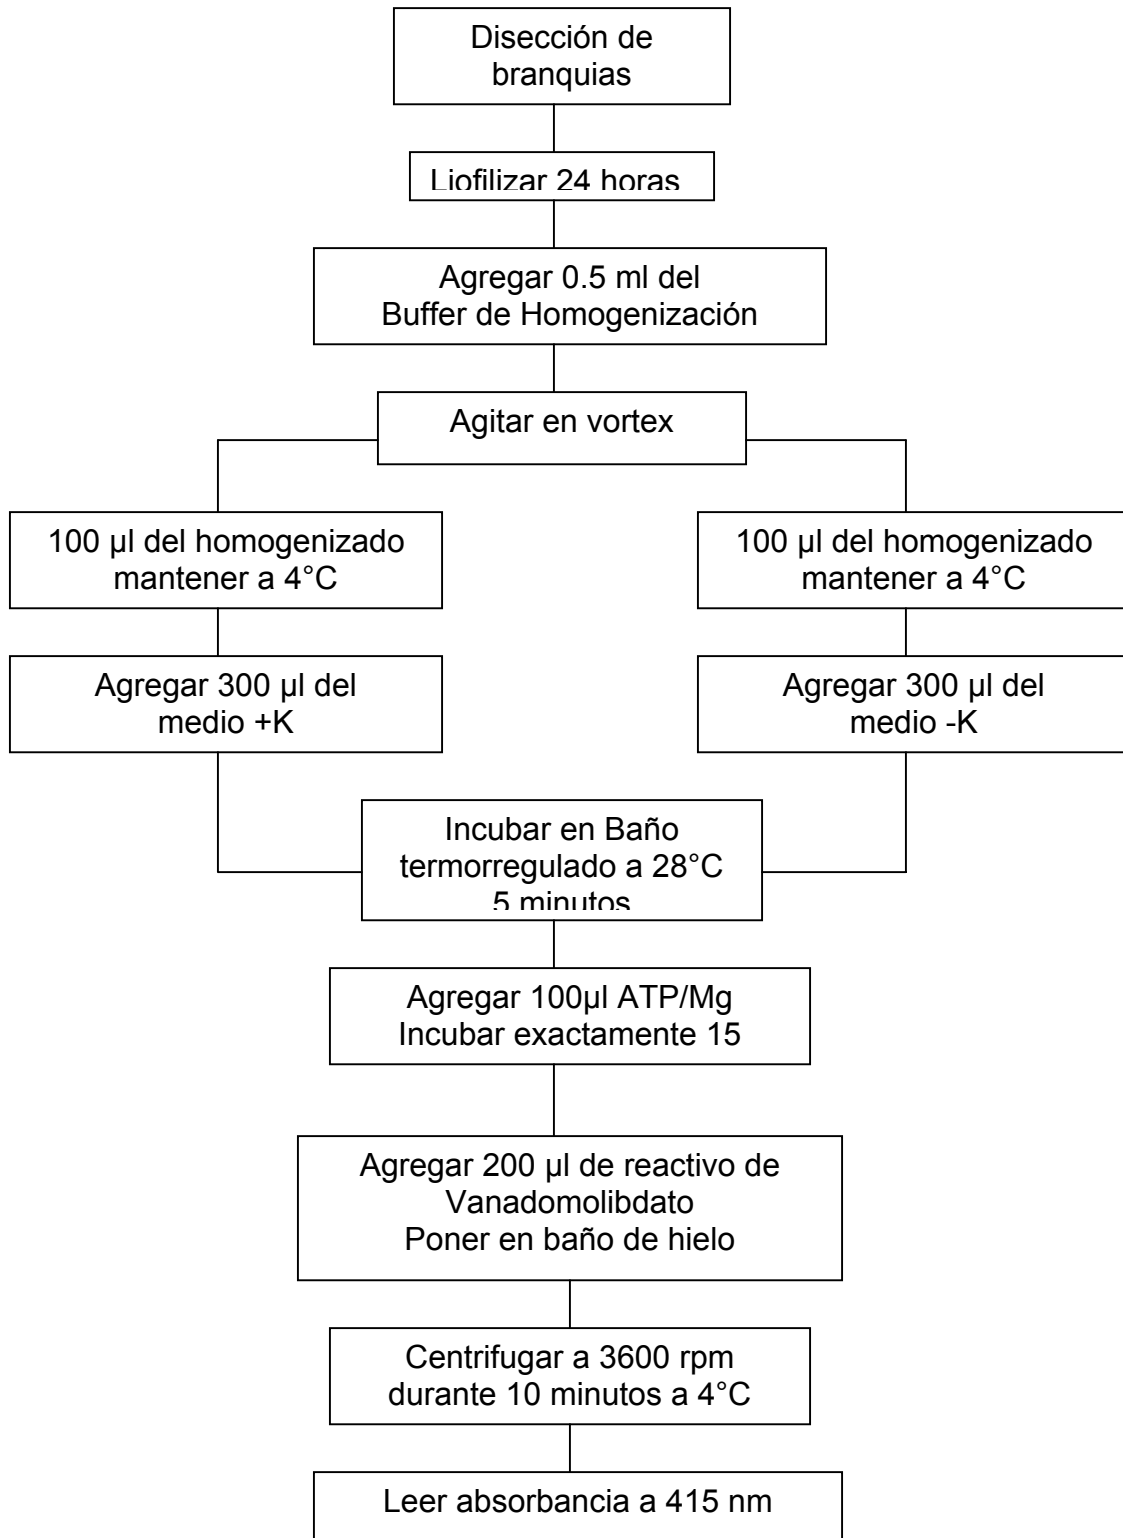 Disección de
branquias
Liofilizar 24 horas
Agregar 0.5 ml del
Buffer de Homogenización
Agitar en vortex
100 µl del homogenizado
mantener a 4°C
100 µl del homogenizado
mantener a 4°C
Agregar 300 µl del
medio +K
Agregar 300 µl del
medio -K
Incubar en Baño
termorregulado a 28°C
5 minutos
Agregar 100µl ATP/Mg
Incubar exactamente 15
Agregar 200 µl de reactivo de
Vanadomolibdato
Poner en baño de hielo
Centrifugar a 3600 rpm
durante 10 minutos a 4°C
Leer absorbancia a 415 nm